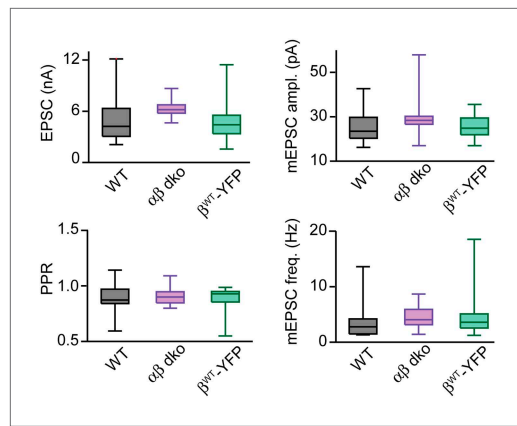 EPSC (nA)
12
6
0
WT
αβ dko
βWT-YFP
mEPSC ampl. (pA)
50
30
10
WT
αβ dko
βWT-YFP
PPR
1.5
1.0
0.5
WT
αβ dko
βWT-YFP
mEPSC freq. (Hz)
20
10
0
WT
αβ dko
βWT-YFP